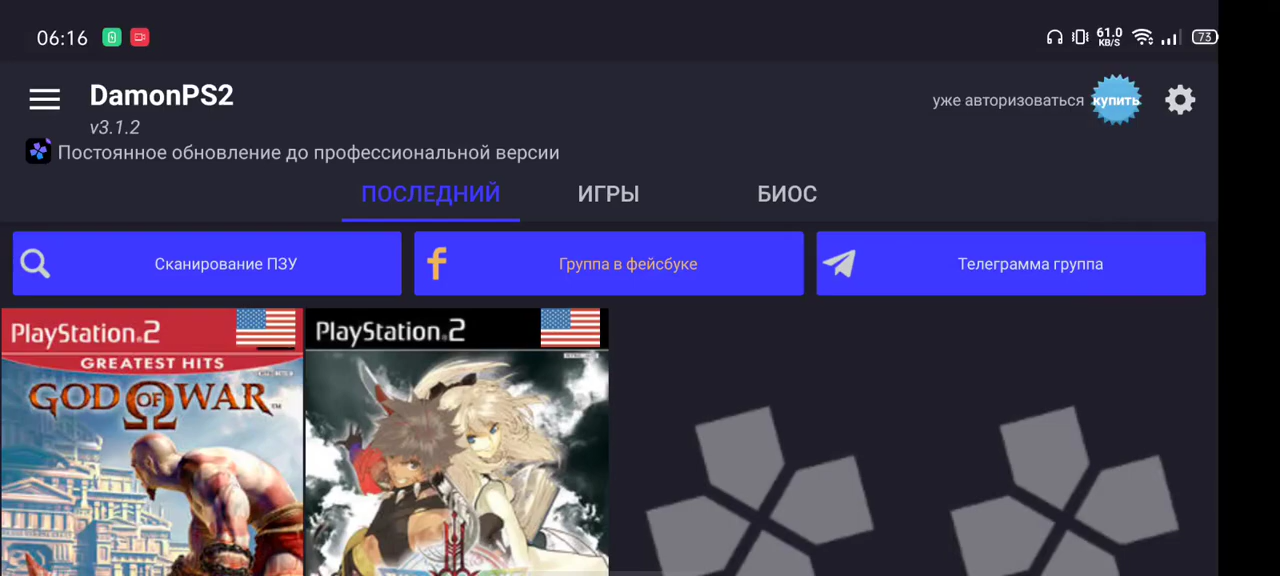 06:16
61.0
KB/S
73
DamonPS2
v3.1.2
уже авторизоваться
купить
Постоянное обновление до профессиональной версии
ПОСЛЕДНИЙ ИГРЫ БИОС
Сканирование ПЗУ
Группа в фейсбуке
Телеграмма группа
PlayStation.2
GREATEST HITS
GOD OF WAR
PlayStation.2